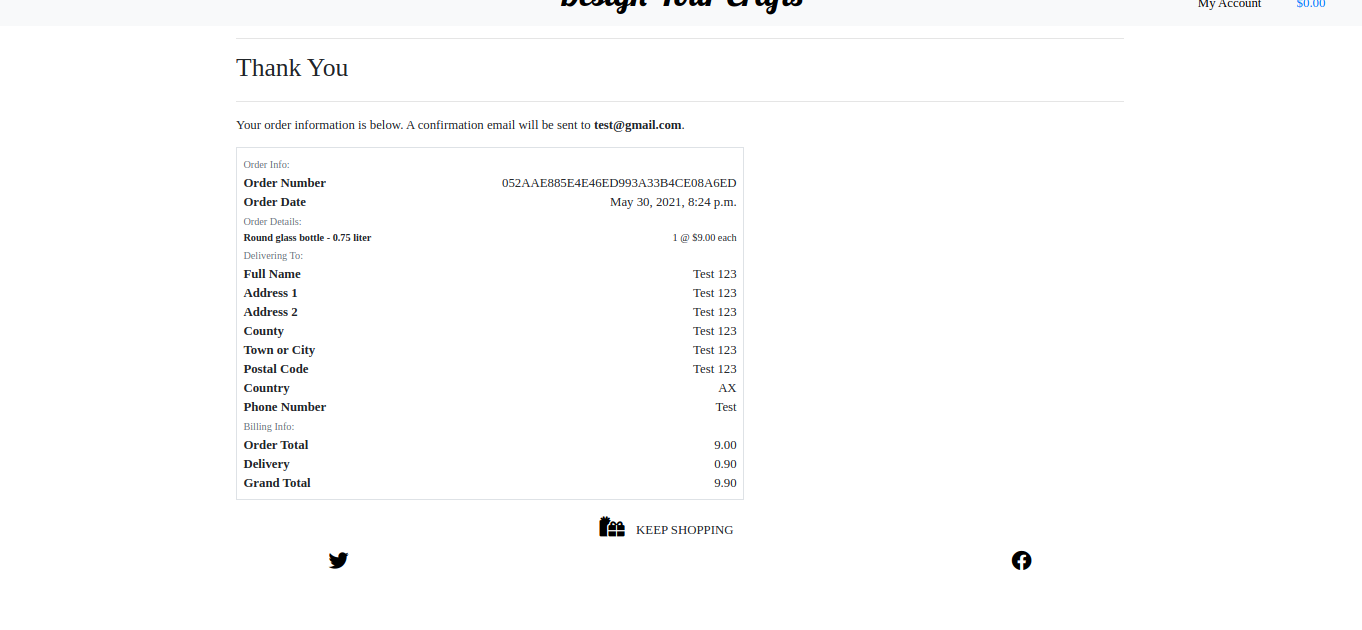 Design Your Crafts
My Account $0.00
Thank You
Your order information is below. A confirmation email will be sent to test@gmail.com.
Order Info:
Order Number 052AAE885E4E46ED993A33B4CE08A6ED
Order Date May 30, 2021, 8:24 p.m.
Order Details:
Round glass bottle - 0.75 liter 1 @ $9.00 each
Delivering To:
Full Name Test 123
Address 1 Test 123
Address 2 Test 123
County Test 123
Town or City Test 123
Postal Code Test 123
Country AX
Phone Number Test
Billing Info:
Order Total 9.00
Delivery 0.90
Grand Total 9.90
KEEP SHOPPING